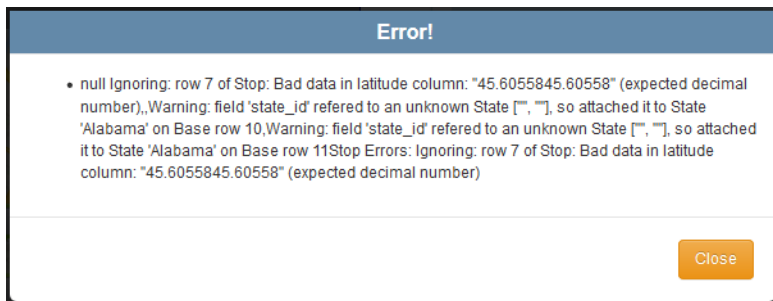 Error!
• null Ignoring: row 7 of Stop: Bad data in latitude column: "45.6055845.60558" (expected decimal
number),,Warning: field 'state_id' refered to an unknown State ["", ""], so attached it to State
'Alabama' on Base row 10,Warning: field 'state_id' refered to an unknown State ["", ""], so attached
it to State 'Alabama' on Base row 11Stop Errors: Ignoring: row 7 of Stop: Bad data in latitude
column: "45.6055845.60558" (expected decimal number)
Close